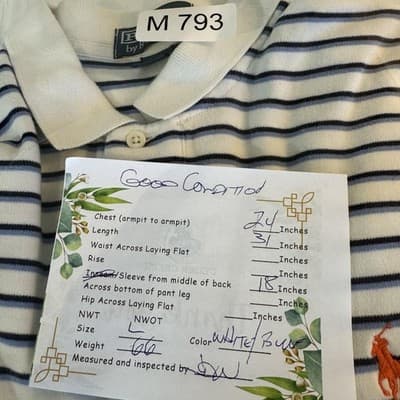 M 793
by
Good Condition
Chest (armpit to armpit) 24 Inches
Length 31 Inches
Waist Across Laying Flat Inches
Rise Inches
Inseam/Sleeve from middle of back 18 Inches
Across bottom of pant leg Inches
Hip Across Laying Flat Inches
NWT NWOT
Size L Color White/Blue
Weight 66
Measured and inspected by DW